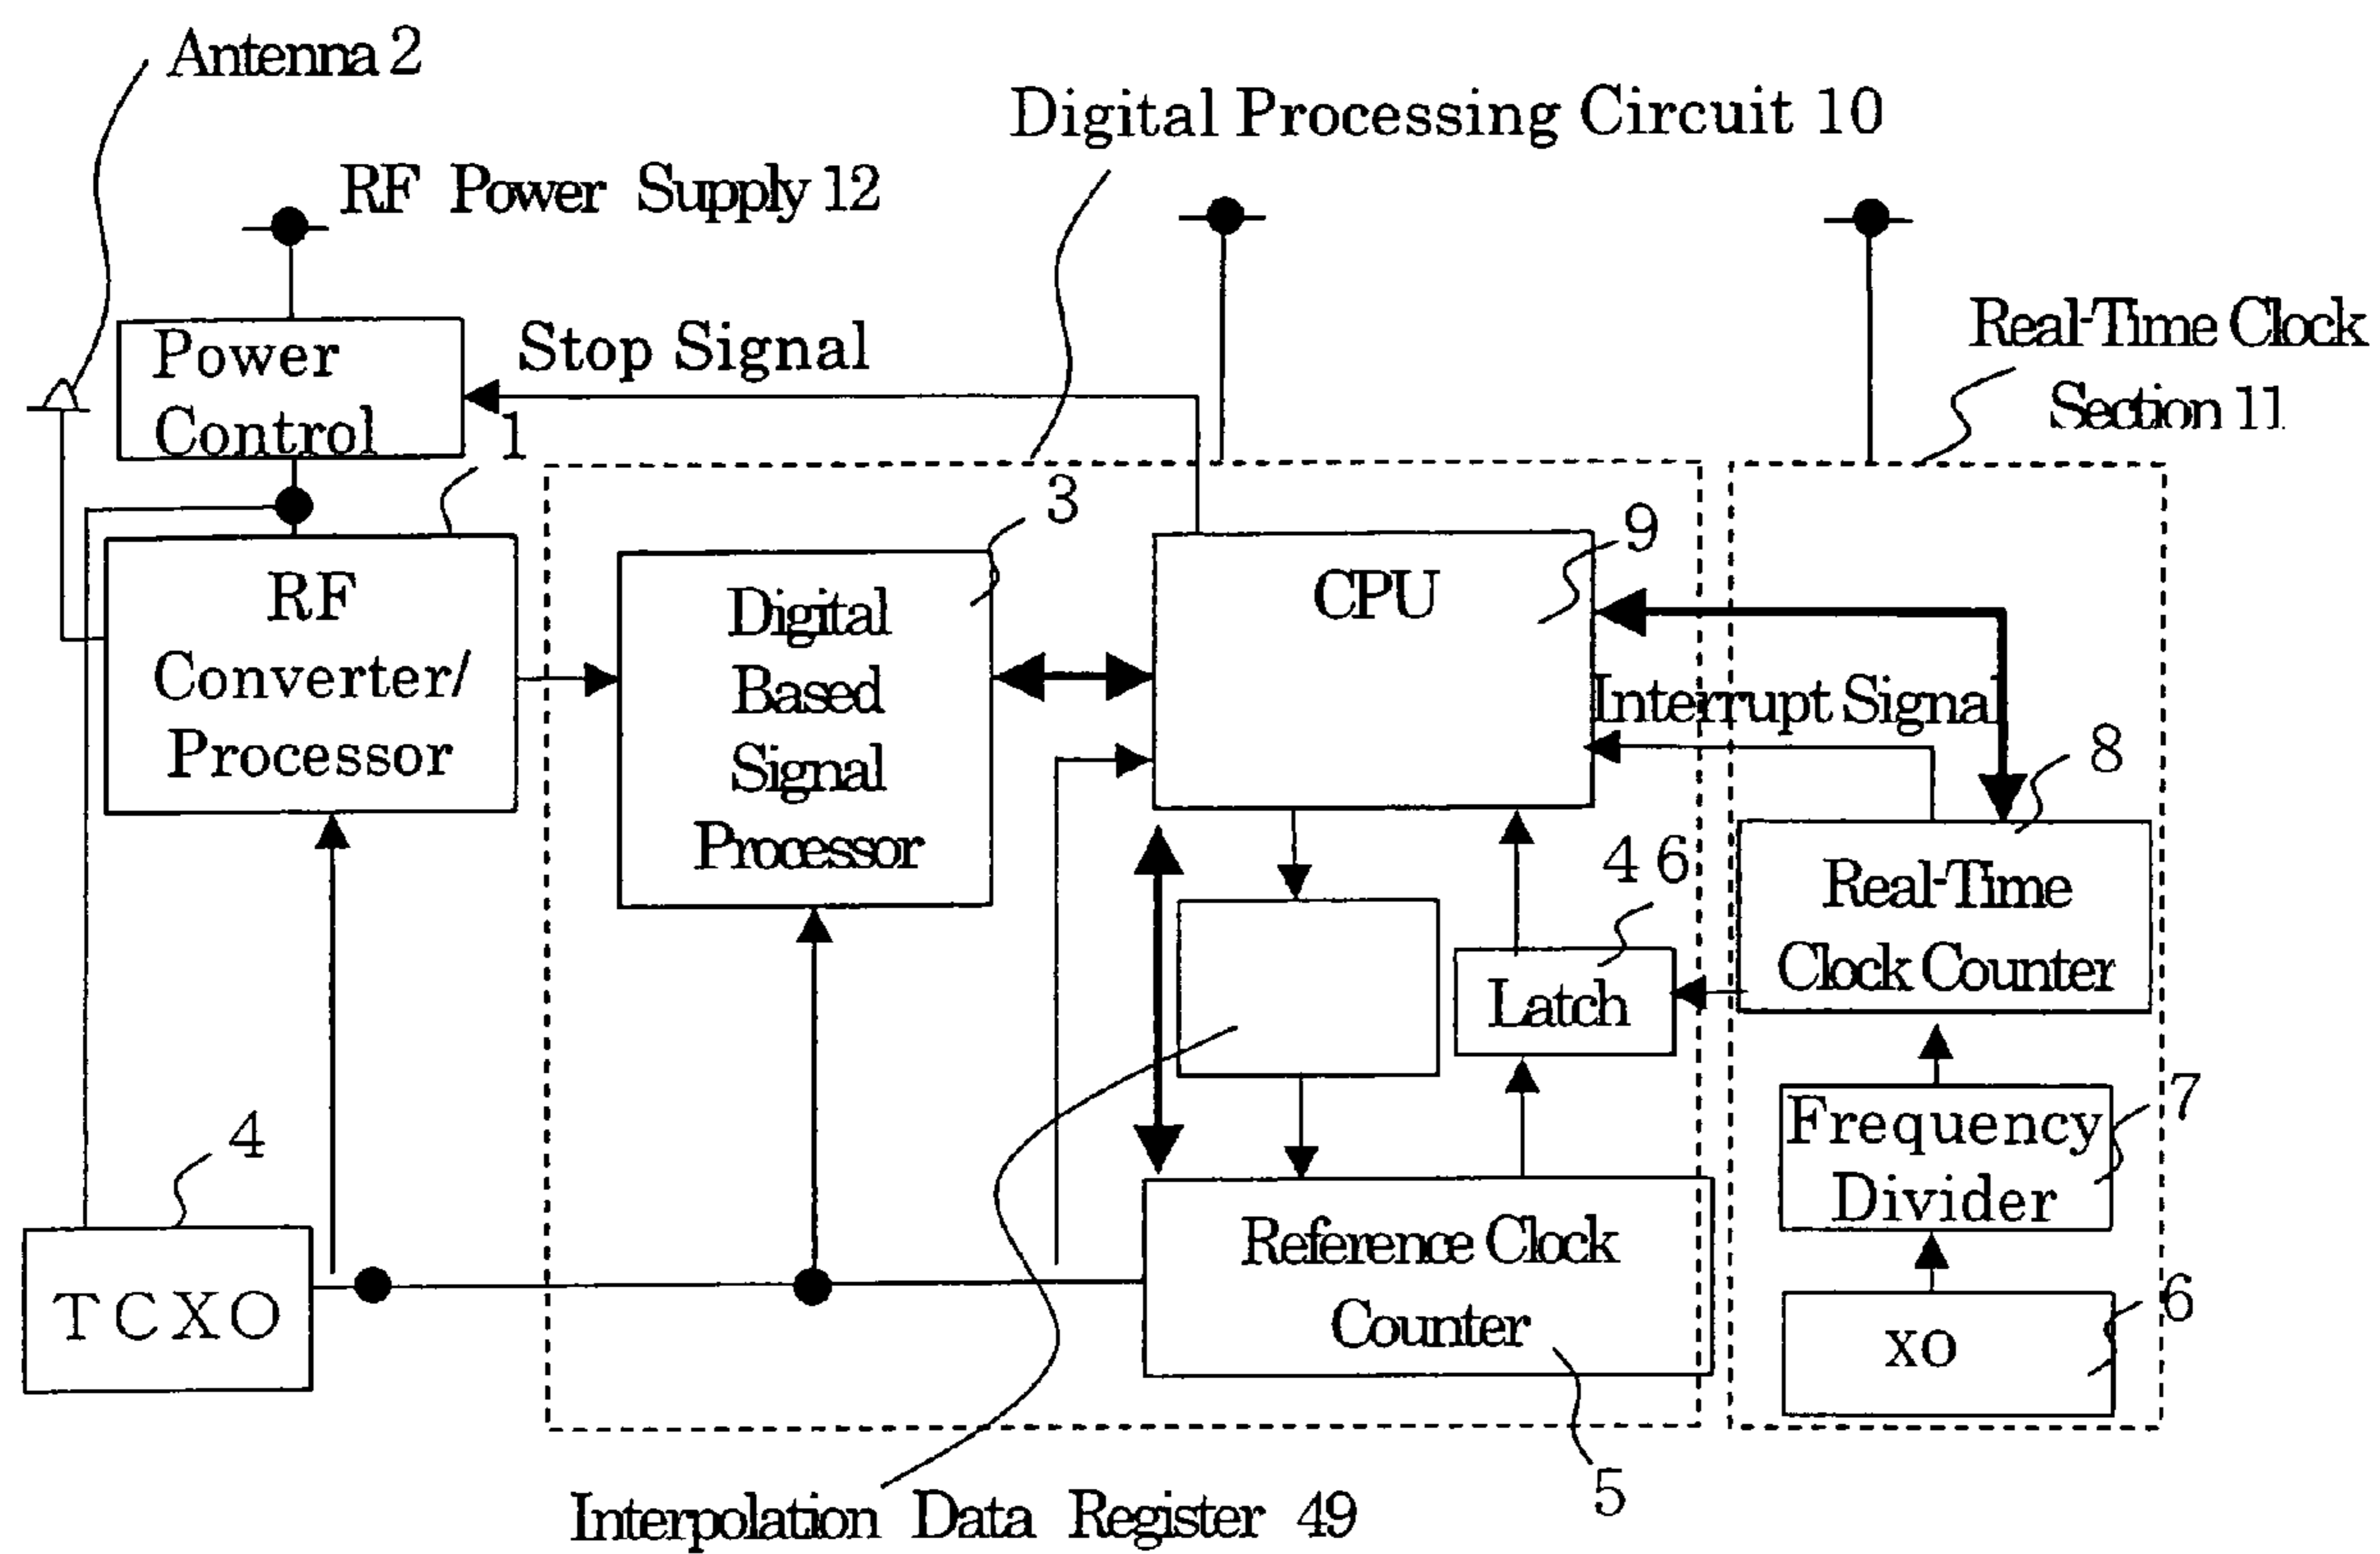 Antenna 2
Digital Processing Circuit 10
RF Power Supply 12
Real-Time Clock
Section 11
Power
Control
Stop Signal
1
3
9
RF
Converter/
Processor
Digital
Based
Signal
Processor
CPU
Interrupt Signal
8
46
Real-Time
Clock Counter
Latch
7
Frequency
Divider
4
TCXO
Reference Clock
Counter
6
XO
5
Interpolation Data Register 49